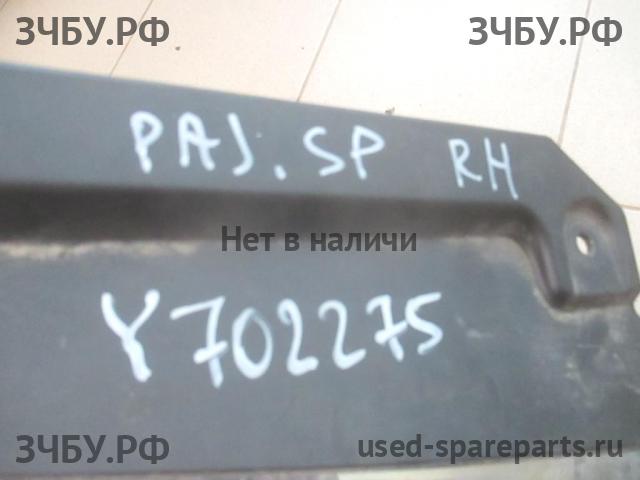 ЗЧБУ.РФ ЗЧБУ.РФ
PAJ. SP RH
Нет в наличи
Y702275
ЗЧБУ.РФ used-spareparts.ru